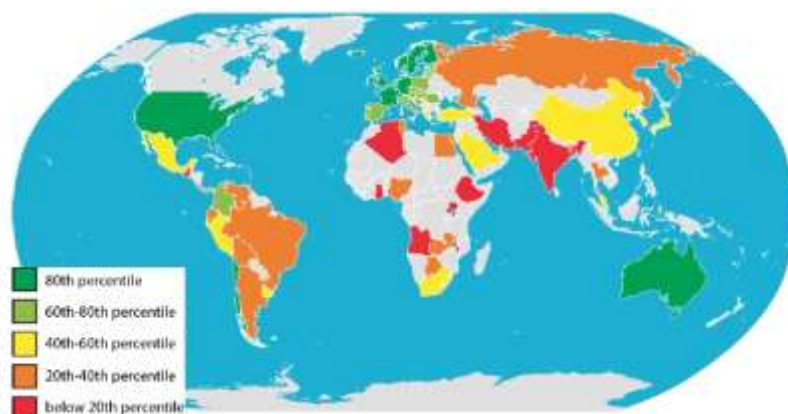 80th percentile
60th-80th percentile
40th-60th percentile
20th-40th percentile
below 20th percentile